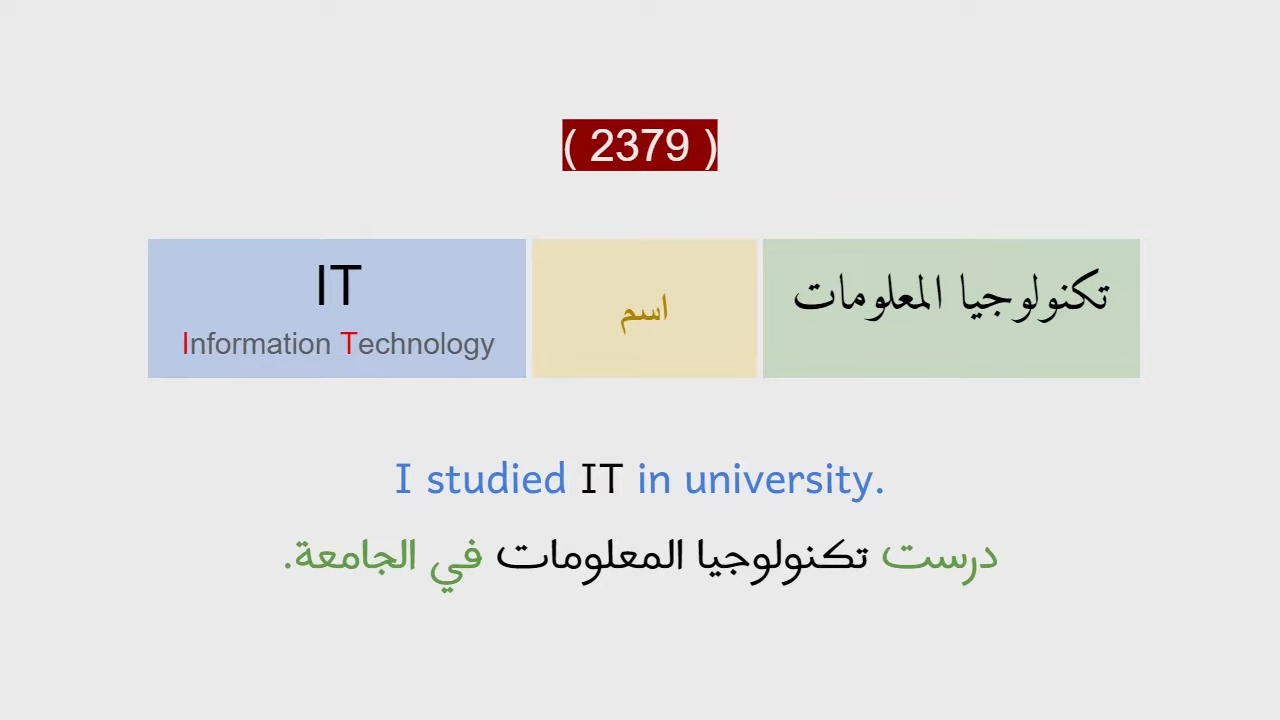 ( 2379 )
IT
Information Technology
اسم
تكنولوجيا المعلومات
I studied IT in university.
درست تكنولوجيا المعلومات في الجامعة.